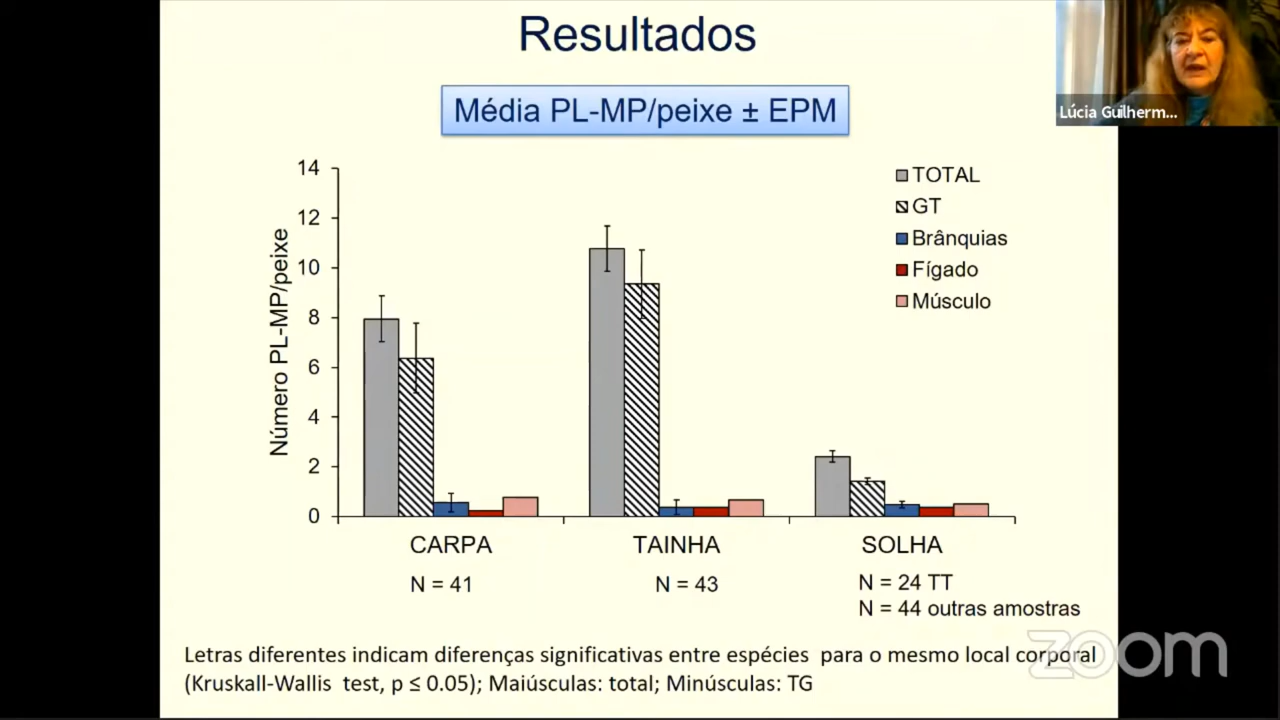 Resultados
Lúcia Guilherm...
Média PL-MP/peixe ± EPM
Número PL-MP/peixe
14
12
10
8
6
4
2
0
TOTAL
GT
Brânquias
Fígado
Músculo
CARPA
TAINHA
SOLHA
N = 41
N = 43
N = 24 TT
N = 44 outras amostras
zoom
Letras diferentes indicam diferenças significativas entre espécies para o mesmo local corporal
(Kruskall-Wallis test, p ≤ 0.05); Maiúsculas: total; Minúsculas: TG